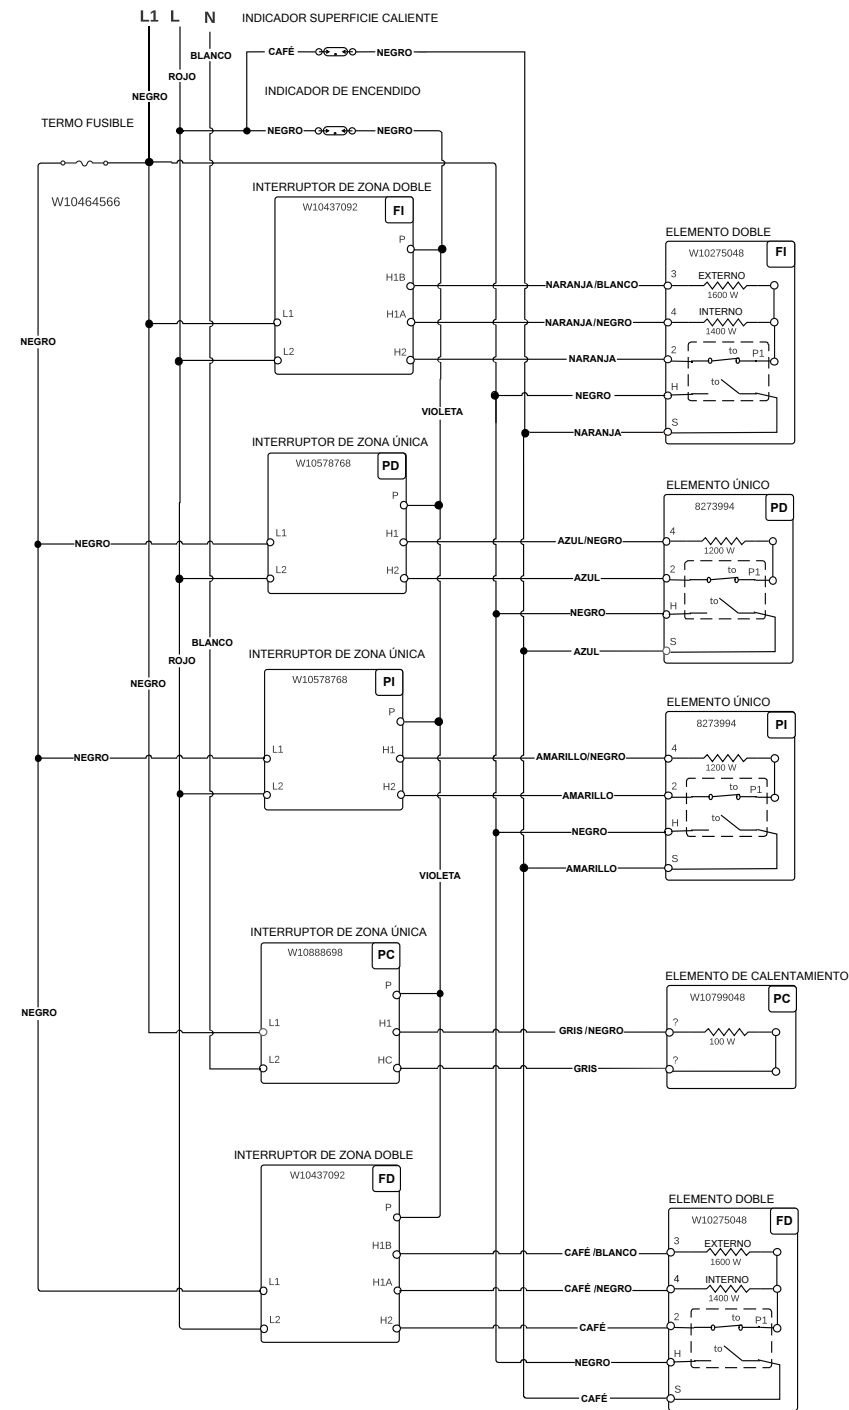 L1 L N
INDICADOR SUPERFICIE CALIENTE
CAFÉ NEGRO
BLANCO
ROJO
NEGRO
INDICADOR DE ENCENDIDO
TERMO FUSIBLE
NEGRO NEGRO
W10464566
INTERRUPTOR DE ZONA DOBLE
W10437092
FI
P
H1B
H1A
H2
L1
L2
NARANJA/BLANCO
NARANJA/NEGRO
NARANJA
NEGRO
NARANJA
ELEMENTO DOBLE
W10275048
FI
3
EXTERNO
1600 W
4
INTERNO
1400 W
2
to
P1
H
to
S
NEGRO
VIOLETA
INTERRUPTOR DE ZONA ÚNICA
W10578768
PD
P
L1
H1
L2
H2
NEGRO
AZUL/NEGRO
AZUL
NEGRO
AZUL
ELEMENTO ÚNICO
8273994
PD
4
1200 W
2
to
P1
H
to
S
BLANCO
ROJO
NEGRO
INTERRUPTOR DE ZONA ÚNICA
W10578768
PI
P
L1
H1
L2
H2
NEGRO
AMARILLO/NEGRO
AMARILLO
NEGRO
AMARILLO
ELEMENTO ÚNICO
8273994
PI
4
1200 W
2
to
P1
H
to
S
VIOLETA
INTERRUPTOR DE ZONA ÚNICA
W10888698
PC
P
L1
H1
L2
HC
NEGRO
GRIS/NEGRO
GRIS
ELEMENTO DE CALENTAMIENTO
W10799048
PC
?
100 W
?
INTERRUPTOR DE ZONA DOBLE
W10437092
FD
P
H1B
L1
H1A
L2
H2
CAFÉ/BLANCO
CAFÉ/NEGRO
CAFÉ
NEGRO
CAFÉ
ELEMENTO DOBLE
W10275048
FD
3
EXTERNO
1600 W
4
INTERNO
1400 W
2
to
P1
H
to
S